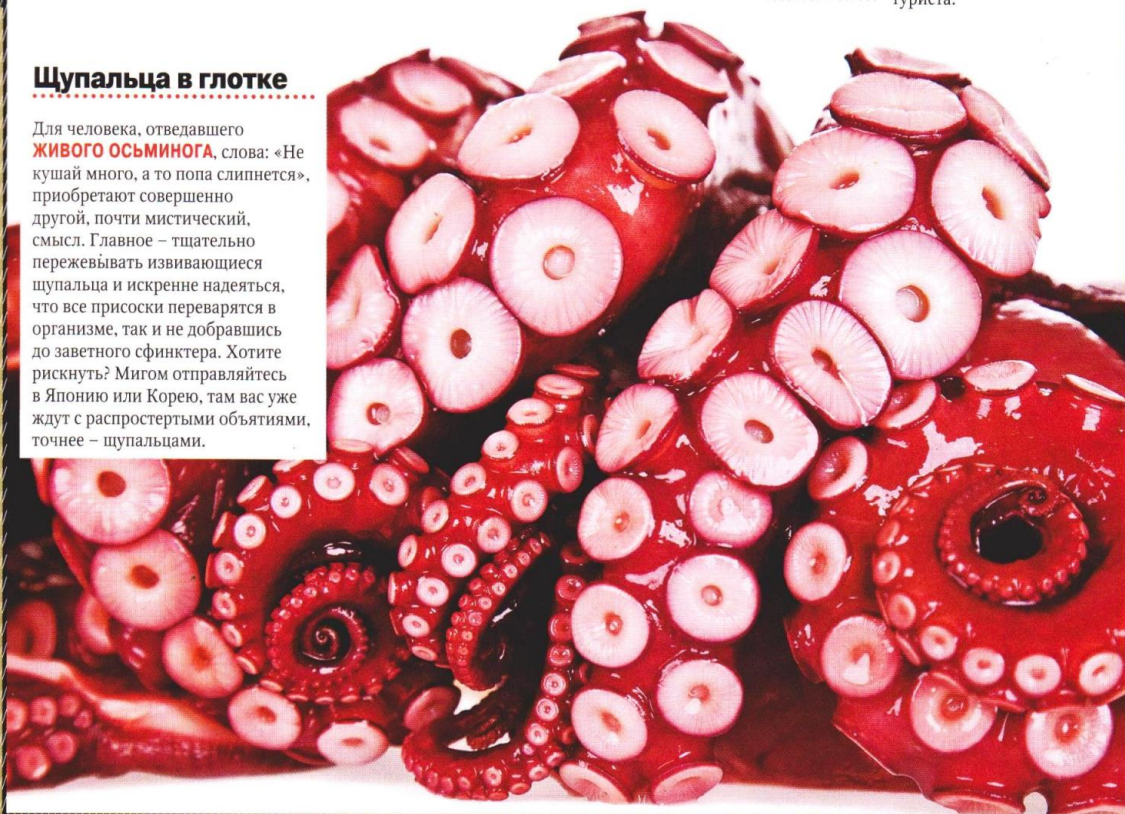 туриста.
Щупальца в глотке
Для человека, отведавшего
ЖИВОГО ОСЬМИНОГА, слова: «Не
кушай много, а то попа слипнется»,
приобретают совершенно
другой, почти мистический,
смысл. Главное – тщательно
пережевывать извивающиеся
щупальца и искренне надеяться,
что все присоски переварятся в
организме, так и не добравшись
до заветного сфинктера. Хотите
рискнуть? Мигом отправляйтесь
в Японию или Корею, там вас уже
ждут с распростертыми объятиями,
точнее – щупальцами.